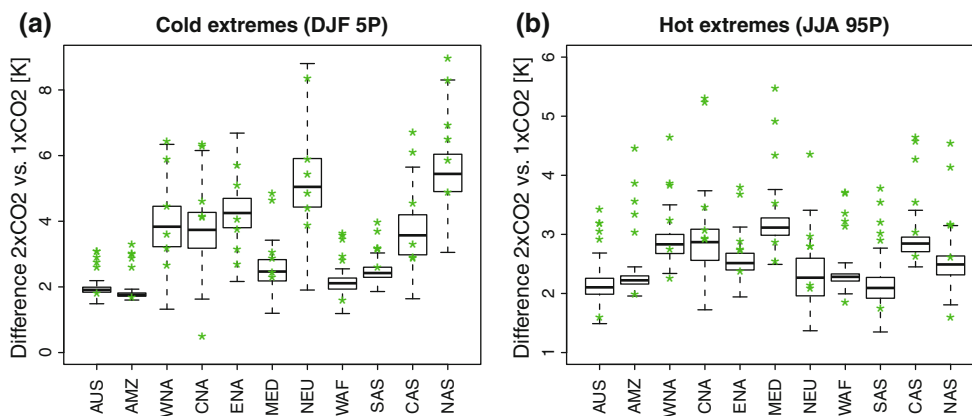 (a) Cold extremes (DJF 5P)
Difference 2xCO2 vs. 1xCO2 [K]
8
6
4
2
0
AUS AMZ WNA CNA ENA MED NEU WAF SAS CAS NAS
(b) Hot extremes (JJA 95P)
Difference 2xCO2 vs. 1xCO2 [K]
6
5
4
3
2
1
AUS AMZ WNA CNA ENA MED NEU WAF SAS CAS NAS